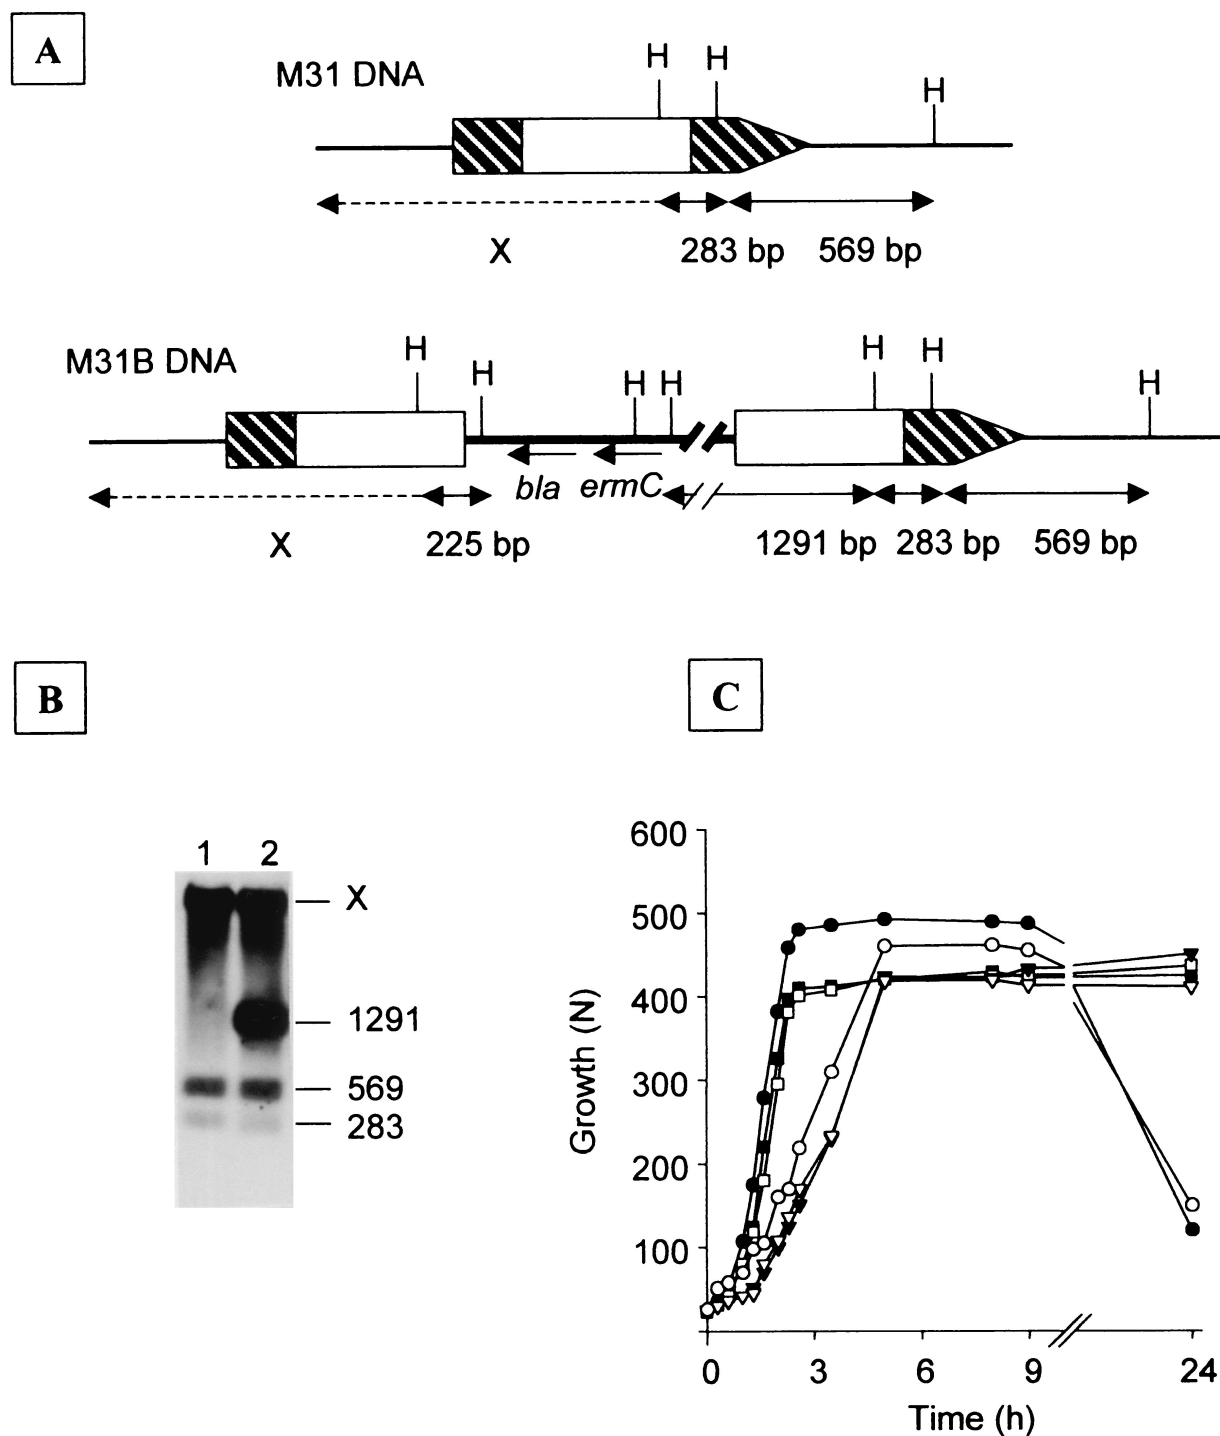 A
M31 DNA
H H H
X 283 bp 569 bp
M31B DNA
H H H H H H H
bla ermC
X 225 bp 1291 bp 283 bp 569 bp
B
C
1 2
X
1291
569
283
600
500
400
300
200
100
Growth (N)
0 3 6 9 24
Time (h)